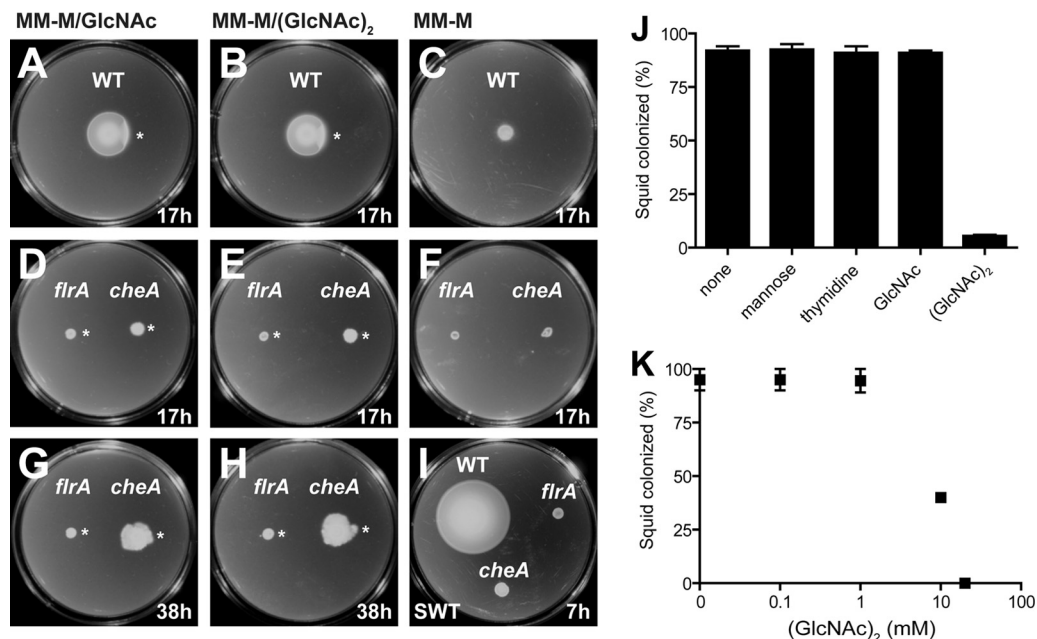 MM-M/GlcNAc
MM-M/(GlcNAc)2
MM-M
A
WT
*
17h
B
WT
*
17h
C
WT
17h
D
flrA
cheA
*
*
17h
E
flrA
cheA
*
*
17h
F
flrA
cheA
17h
G
flrA
cheA
*
*
38h
H
flrA
cheA
*
*
38h
I
WT
flrA
cheA
SWT
7h
J
Squid colonized (%)
100
75
50
25
0
none
mannose
thymidine
GlcNAc
(GlcNAc)2
K
Squid colonized (%)
100
75
50
25
0
0
0.1
1
10
100
(GlcNAc)2 (mM)